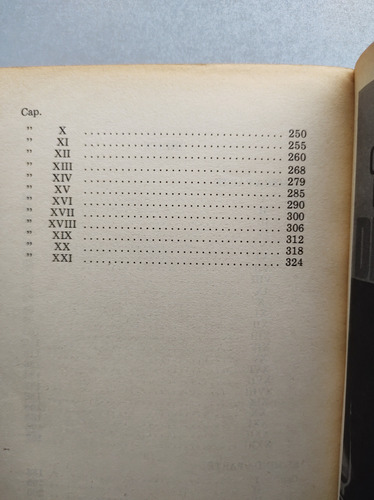 Cap.
" X .......................... 250
" XI .......................... 255
" XII .......................... 260
" XIII .......................... 268
" XIV .......................... 279
" XV .......................... 285
" XVI .......................... 290
" XVII .......................... 300
" XVIII .......................... 306
" XIX .......................... 312
" XX .......................... 318
" XXI .......................... 324